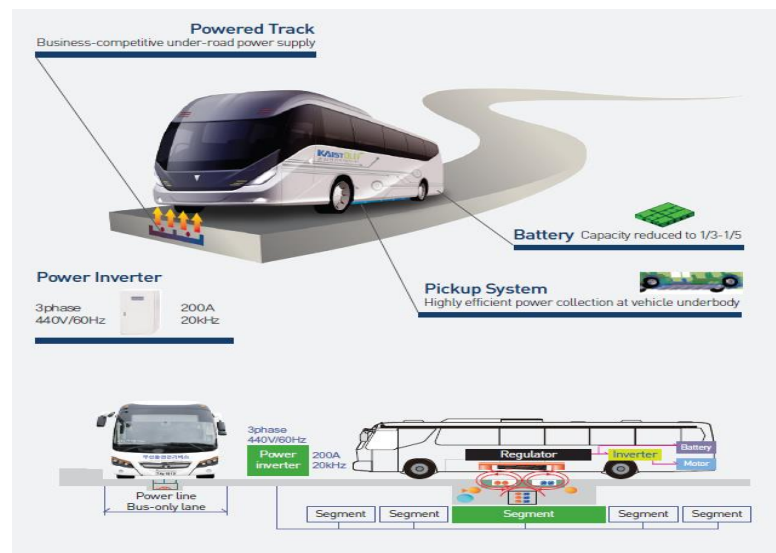 Powered Track
Business-competitive under-road power supply
KAIST OLEV
Battery Capacity reduced to 1/3-1/5
Power Inverter
Pickup System
Highly efficient power collection at vehicle underbody
3phase
440V/60Hz
200A
20kHz
3phase
440V/60Hz
Power
inverter
200A
20kHz
Regulator
Inverter
Battery
Motor
Power line
Bus-only lane
Segment
Segment
Segment
Segment
Segment